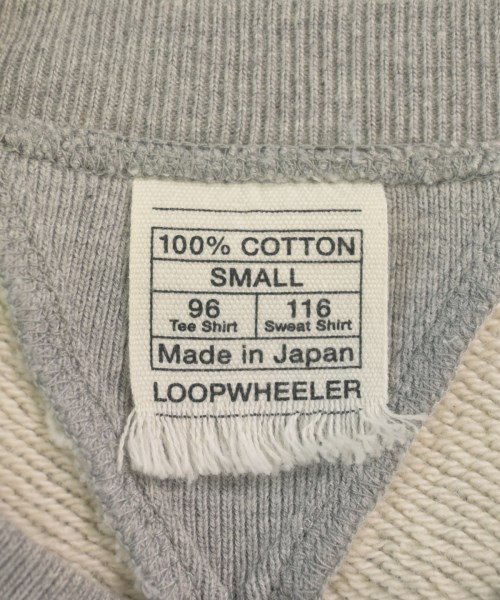 100% COTTON
SMALL
96 116
Tee Shirt Sweat Shirt
Made in Japan
LOOPWHEELER